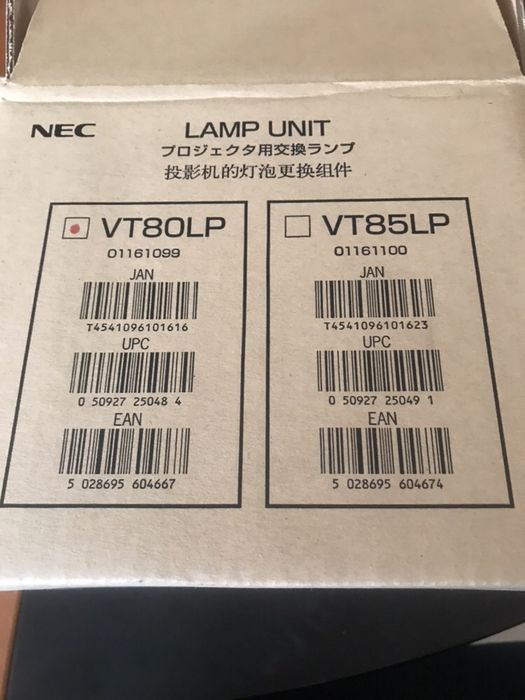 NEC LAMP UNIT
プロジェクタ用交換ランプ
投影机的灯泡更换组件
VT80LP
01161099
JAN
T4541096101616
UPC
0 50927 25048 4
EAN
5 028695 604667
VT85LP
01161100
JAN
T4541096101623
UPC
0 50927 25049 1
EAN
5 028695 604674